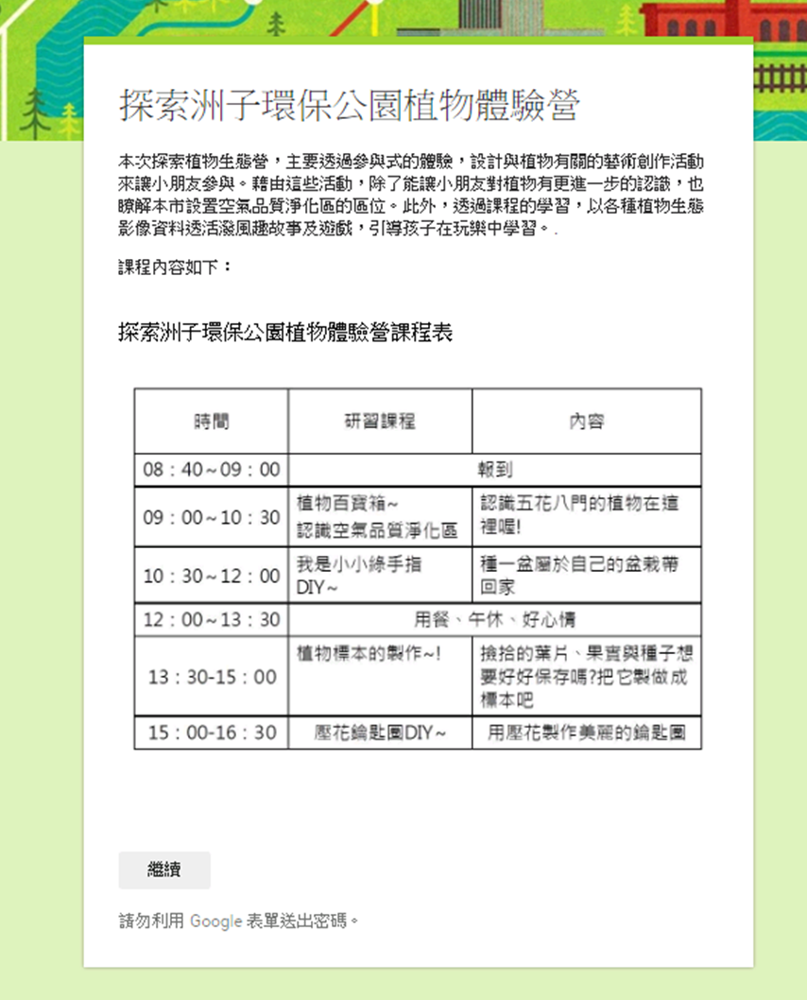 探索洲子環保公園植物體驗營
本次探索植物生態營，主要透過參與式的體驗，設計與植物有關的藝術創作活動
來讓小朋友參與。藉由這些活動，除了能讓小朋友對植物有更進一步的認識，也
瞭解本市設置空氣品質淨化區的區位。此外，透過課程的學習，以各種植物生態
影像資料透活潑風趣故事及遊戲，引導孩子在玩樂中學習。.
課程內容如下：
探索洲子環保公園植物體驗營課程表
時間 研習課程 內容
08：40~09：00 報到
09：00~10：30
植物百寶箱~
認識空氣品質淨化區
認識五花八門的植物在這
裡喔!
10：30~12：00
我是小小綠手指
DIY~
種一盆屬於自己的盆栽帶
回家
12：00~13：30 用餐、午休、好心情
13：30-15：00
植物標本的製作~!
撿拾的葉片、果實與種子想
要好好保存嗎?把它製做成
標本吧
15：00-16：30 壓花鑰匙圈DIY~ 用壓花製作美麗的鑰匙圈
繼續
請勿利用 Google 表單送出密碼。